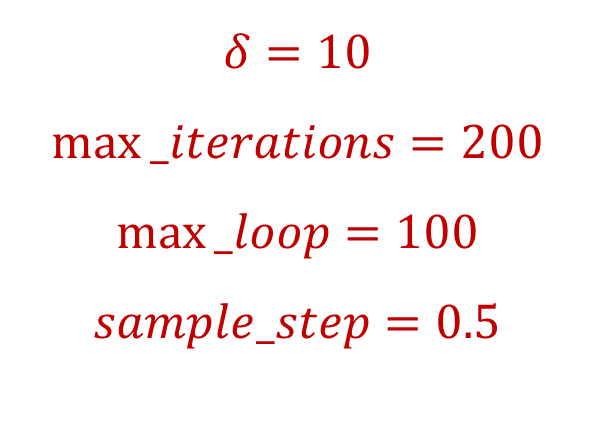 δ = 10
max _iterations = 200
max _loop = 100
sample_step = 0.5